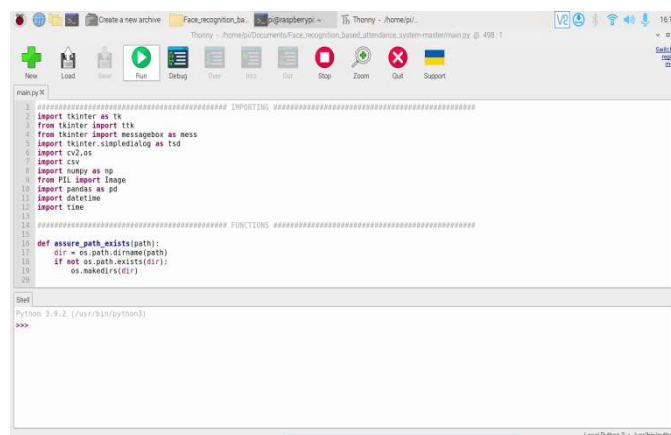 Create a new archive
Face_recognition_ba..
pi@raspberrypi: ~
Thonny - /home/pi/...
16:1
Thonny - /home/pi/Documents/Face_recognition_based_attendance_system-master/main.py @ 498 : 1
New
Load
Save
Run
Debug
Over
Into
Out
Stop
Zoom
Quit
Support
main.py ✕
1 ############################################# IMPORTING ################################################
2 import tkinter as tk
3 from tkinter import ttk
4 from tkinter import messagebox as mess
5 import tkinter.simpledialog as tsd
6 import cv2,os
7 import csv
8 import numpy as np
9 from PIL import Image
10 import pandas as pd
11 import datetime
12 import time
13
14 ############################################# FUNCTIONS ################################################
15
16 def assure_path_exists(path):
17     dir = os.path.dirname(path)
18     if not os.path.exists(dir):
19         os.makedirs(dir)
20
Shell
Python 3.9.2 (/usr/bin/python3)
>>>